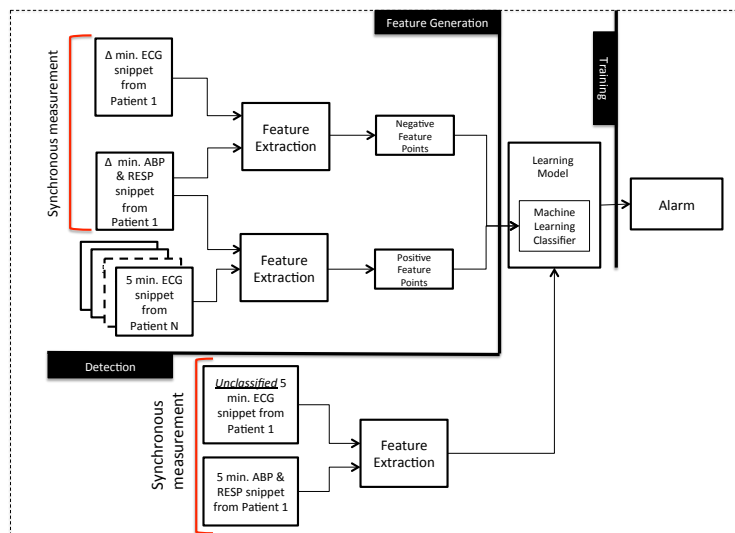 Feature Generation
Synchronous measurement
Δ min. ECG
snippet
from
Patient 1
Δ min. ABP
& RESP
snippet
from
Patient 1
5 min. ECG
snippet
from
Patient N
Feature
Extraction
Feature
Extraction
Negative
Feature
Points
Positive
Feature
Points
Training
Learning
Model
Machine
Learning
Classifier
Alarm
Detection
Synchronous
measurement
Unclassified 5
min. ECG
snippet from
Patient 1
5 min. ABP &
RESP snippet
from Patient 1
Feature
Extraction